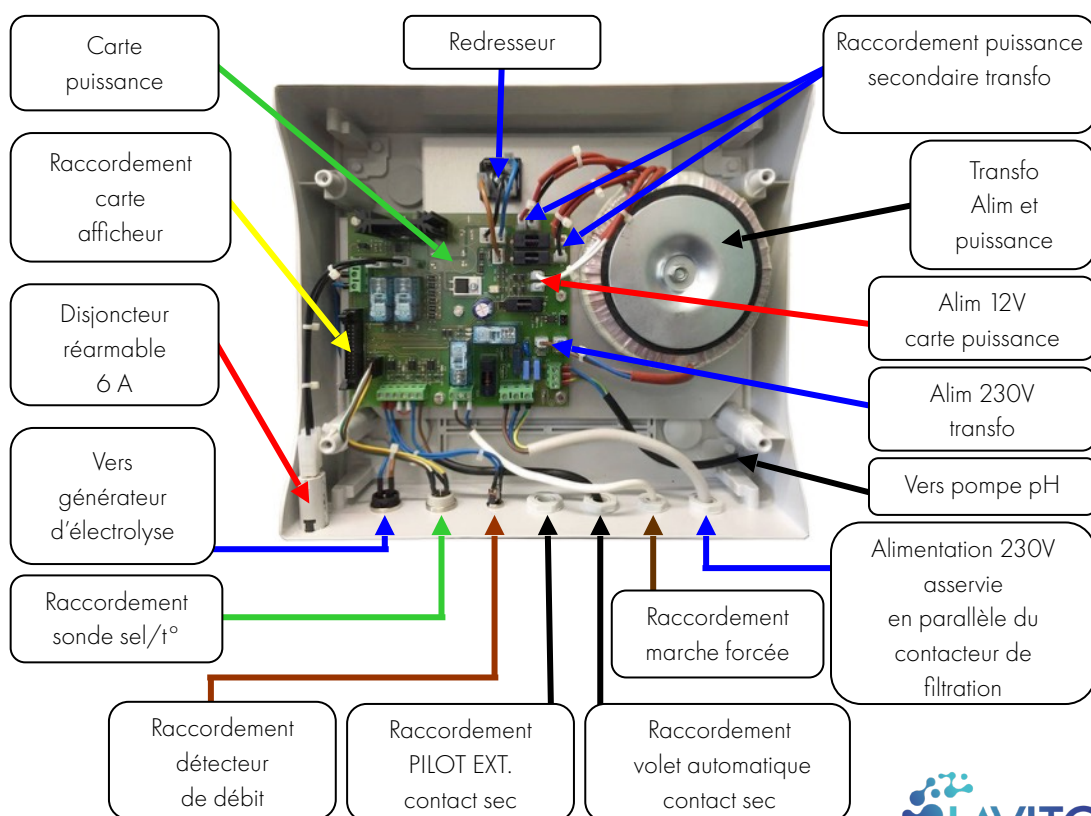 Carte
puissance
Redresseur
Raccordement puissance
secondaire transfo
Raccordement
carte
afficheur
Transfo
Alim et
puissance
Disjoncteur
réarmable
6 A
Alim 12V
carte puissance
Alim 230V
transfo
Vers
générateur
d'électrolyse
Vers pompe pH
Raccordement
sonde sel/t°
Raccordement
marche forcée
Alimentation 230V
asservie
en parallèle du
contacteur de
filtration
Raccordement
détecteur
de débit
Raccordement
PILOT EXT.
contact sec
Raccordement
volet automatique
contact sec